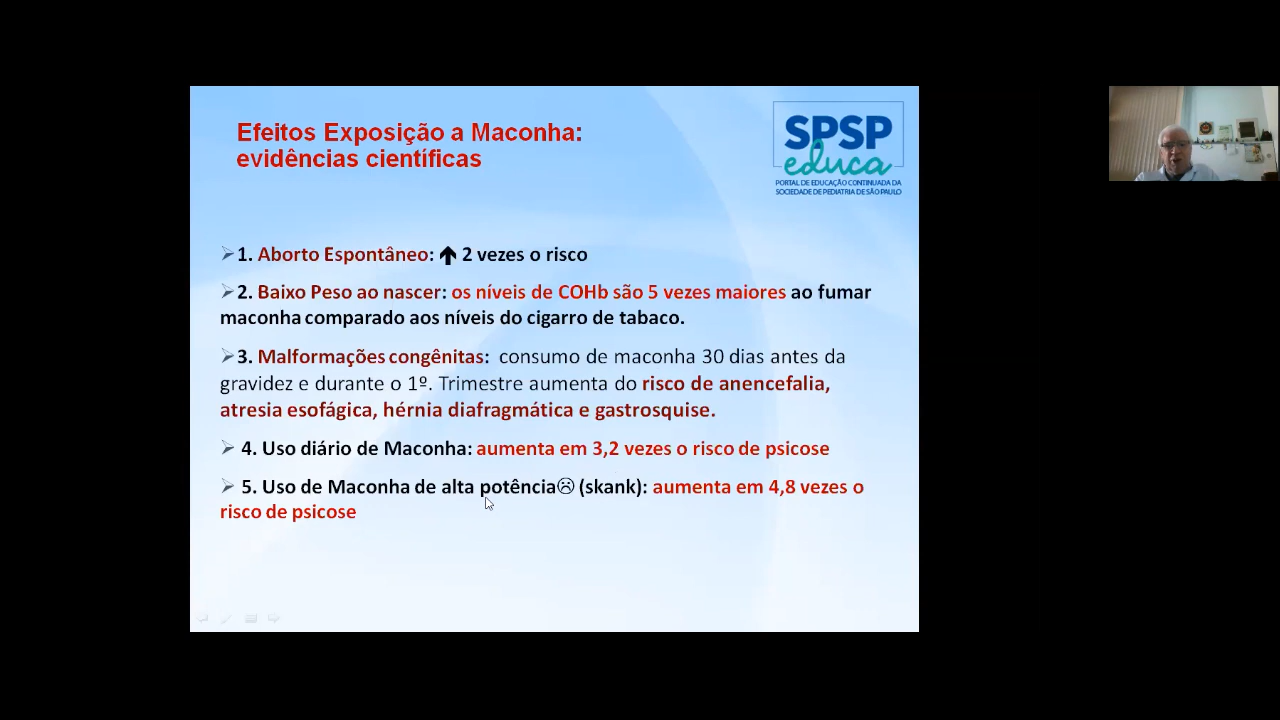 Efeitos Exposição a Maconha:
evidências científicas
SPSP
educa
PORTAL DE EDUCAÇÃO CONTINUADA DA
SOCIEDADE DE PEDIATRIA DE SÃO PAULO
1. Aborto Espontâneo: ↑ 2 vezes o risco
2. Baixo Peso ao nascer: os níveis de COHb são 5 vezes maiores ao fumar
maconha comparado aos níveis do cigarro de tabaco.
3. Malformações congênitas: consumo de maconha 30 dias antes da
gravidez e durante o 1º. Trimestre aumenta do risco de anencefalia,
atresia esofágica, hérnia diafragmática e gastrosquise.
4. Uso diário de Maconha: aumenta em 3,2 vezes o risco de psicose
5. Uso de Maconha de alta potência☹ (skank): aumenta em 4,8 vezes o
risco de psicose